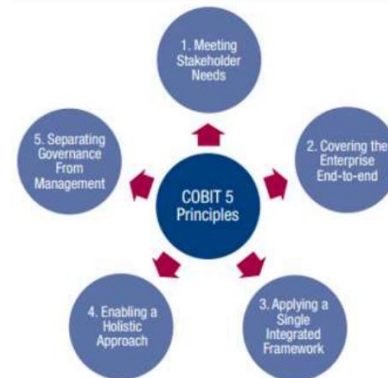 1. Meeting
Stakeholder
Needs
2. Covering the
Enterprise
End-to-end
3. Applying a
Single
Integrated
Framework
4. Enabling a
Holistic
Approach
5. Separating
Governance
From
Management
COBIT 5
Principles